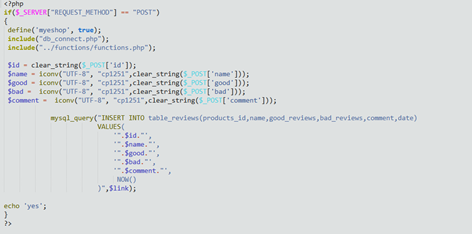 <?php
if($_SERVER["REQUEST_METHOD"] == "POST")
{
define('myeshop', true);
include("db_connect.php");
include("../functions/functions.php");
$id = clear_string($_POST['id']);
$name = iconv("UTF-8", "cp1251",clear_string($_POST['name']));
$good = iconv("UTF-8", "cp1251",clear_string($_POST['good']));
$bad = iconv("UTF-8", "cp1251",clear_string($_POST['bad']));
$comment = iconv("UTF-8", "cp1251",clear_string($_POST['comment']));
mysql_query("INSERT INTO table_reviews(products_id,name,good_reviews,bad_reviews,comment,date)
VALUES(
'".$id."',
'".$name."',
'".$good."',
'".$bad."',
'".$comment."',
NOW()
)",$link);
echo 'yes';
}
?>